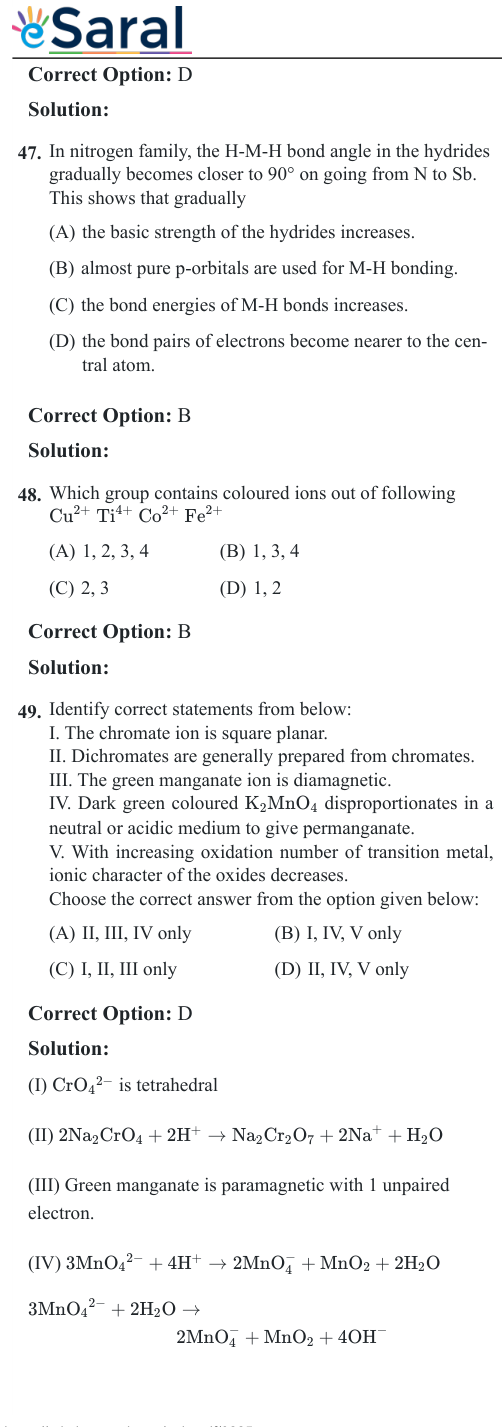 eSaral
Correct Option: D
Solution:
47. In nitrogen family, the H-M-H bond angle in the hydrides
gradually becomes closer to 90° on going from N to Sb.
This shows that gradually
(A) the basic strength of the hydrides increases.
(B) almost pure p-orbitals are used for M-H bonding.
(C) the bond energies of M-H bonds increases.
(D) the bond pairs of electrons become nearer to the cen-
tral atom.
Correct Option: B
Solution:
48. Which group contains coloured ions out of following
Cu²⁺ Ti⁴⁺ Co²⁺ Fe²⁺
(A) 1, 2, 3, 4 (B) 1, 3, 4
(C) 2, 3 (D) 1, 2
Correct Option: B
Solution:
49. Identify correct statements from below:
I. The chromate ion is square planar.
II. Dichromates are generally prepared from chromates.
III. The green manganate ion is diamagnetic.
IV. Dark green coloured K₂MnO₄ disproportionates in a
neutral or acidic medium to give permanganate.
V. With increasing oxidation number of transition metal,
ionic character of the oxides decreases.
Choose the correct answer from the option given below:
(A) II, III, IV only (B) I, IV, V only
(C) I, II, III only (D) II, IV, V only
Correct Option: D
Solution:
(I) CrO₄²⁻ is tetrahedral
(II) 2Na₂CrO₄ + 2H⁺ → Na₂Cr₂O₇ + 2Na⁺ + H₂O
(III) Green manganate is paramagnetic with 1 unpaired
electron.
(IV) 3MnO₄²⁻ + 4H⁺ → 2MnO₄⁻ + MnO₂ + 2H₂O
3MnO₄²⁻ + 2H₂O →
2MnO₄⁻ + MnO₂ + 4OH⁻